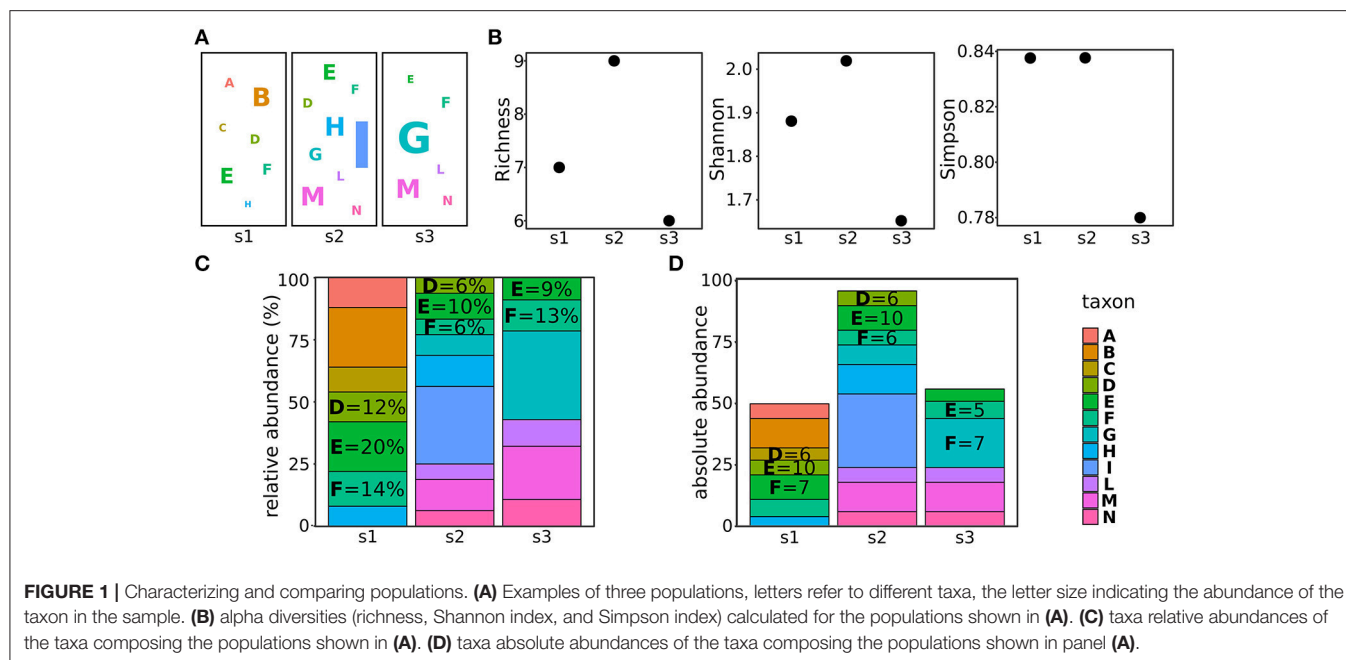 A
A
B
C
D
E
F
H
s1
E
F
D
H
I
G
L
M
N
s2
E
F
G
L
M
N
s3
B
Richness
9
8
7
6
s1 s2 s3
Shannon
2.0
1.9
1.8
1.7
s1 s2 s3
Simpson
0.84
0.82
0.80
0.78
s1 s2 s3
C
relative abundance (%)
100
75
50
25
0
D=12%
E=20%
F=14%
D=6%
E=10%
F=6%
E=9%
F=13%
s1 s2 s3
D
absolute abundance
100
75
50
25
0
D=6
E=10
F=7
D=6
E=10
F=6
E=5
F=7
s1 s2 s3
taxon
A
B
C
D
E
F
G
H
I
L
M
N
FIGURE 1 | Characterizing and comparing populations. (A) Examples of three populations, letters refer to different taxa, the letter size indicating the abundance of the
taxon in the sample. (B) alpha diversities (richness, Shannon index, and Simpson index) calculated for the populations shown in (A). (C) taxa relative abundances of
the taxa composing the populations shown in (A). (D) taxa absolute abundances of the taxa composing the populations shown in panel (A).